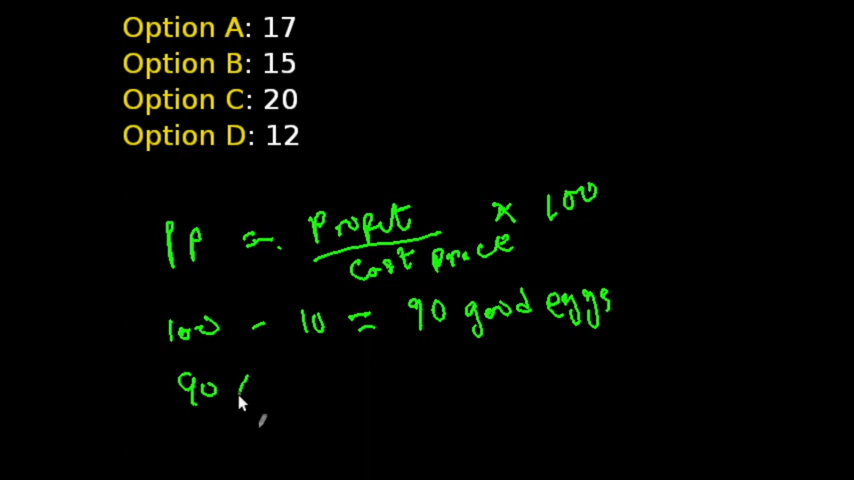 Option A: 17
Option B: 15
Option C: 20
Option D: 12
PP = Profit / Cost price × 100
100 - 10 = 90 good eggs
90 (